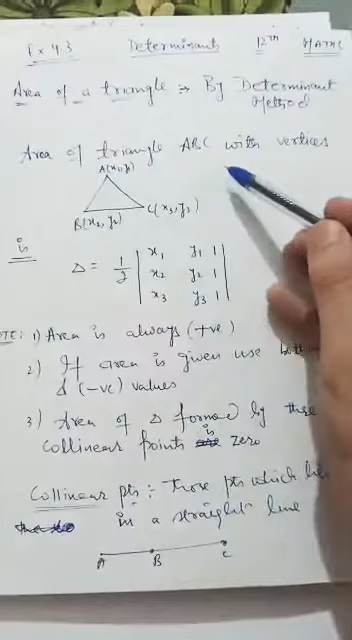 Ex 4.3 Determinants 12th Maths
Area of a triangle ⇒ By Determinant
Method
Area of triangle ABC with vertices
A(x₁,y₁)
B(x₂, y₂) C(x₃, y₃)
is
Δ = 1/2 | x₁ y₁ 1 |
| x₂ y₂ 1 |
| x₃ y₃ 1 |
NOTE: 1) Area is always (+ve)
2) If area is given use
& (-ve) values
3) Area of Δ formed by three
collinear points is zero
Collinear pts: Those pts which lie
in a straight line
A B C